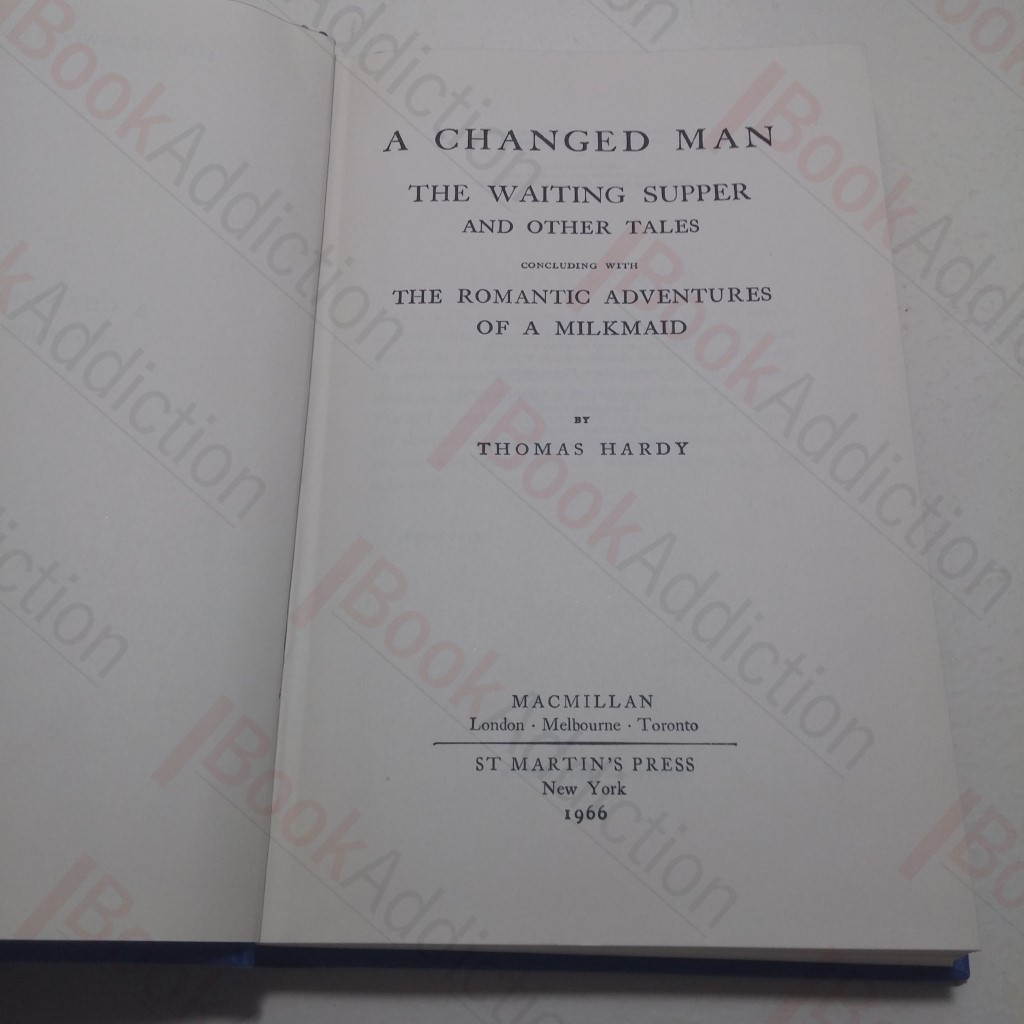 A CHANGED MAN
THE WAITING SUPPER
AND OTHER TALES
CONCLUDING WITH
THE ROMANTIC ADVENTURES
OF A MILKMAID
BY
THOMAS HARDY
MACMILLAN
London · Melbourne · Toronto
ST MARTIN'S PRESS
New York
1966
BookAddiction